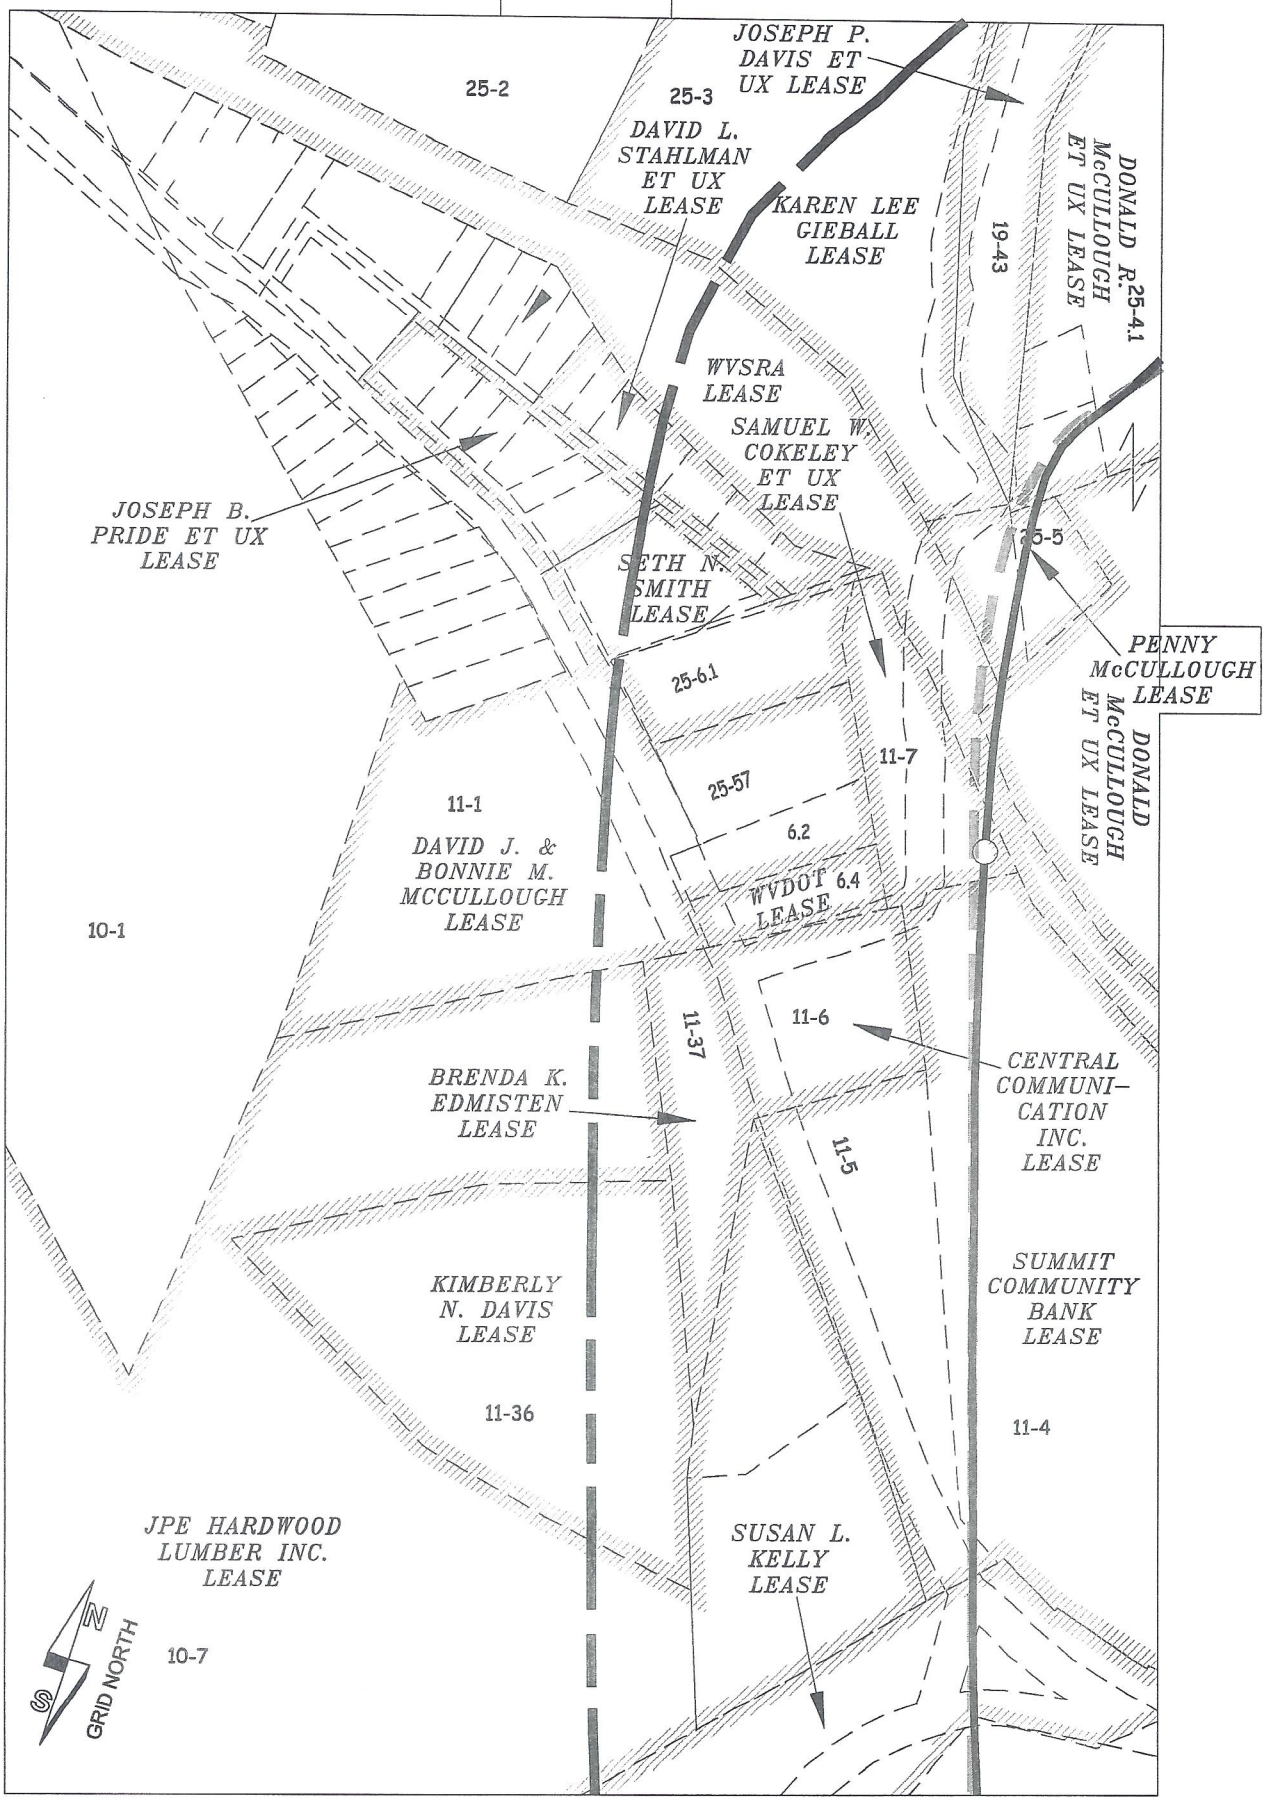 JOSEPH P.
DAVIS ET
UX LEASE
25-2
25-3
DAVID L.
STAHLMAN
ET UX
LEASE
KAREN LEE
GIEBALL
LEASE
19-43
DONALD R.
McCULLOUGH
ET UX LEASE
25-4.1
WVSRA
LEASE
SAMUEL W.
COKELEY
ET UX
LEASE
JOSEPH B.
PRIDE ET UX
LEASE
25-5
SETH N.
SMITH
LEASE
PENNY
McCULLOUGH
LEASE
25-6.1
DONALD
McCULLOUGH
ET UX LEASE
11-7
25-57
11-1
6.2
DAVID J. &
BONNIE M.
MCCULLOUGH
LEASE
WVDOT
LEASE
6.4
10-1
11-37
11-6
BRENDA K.
EDMISTEN
LEASE
CENTRAL
COMMUNI-
CATION
INC.
LEASE
11-5
KIMBERLY
N. DAVIS
LEASE
SUMMIT
COMMUNITY
BANK
LEASE
11-36
11-4
JPE HARDWOOD
LUMBER INC.
LEASE
SUSAN L.
KELLY
LEASE
N
S
GRID NORTH
10-7